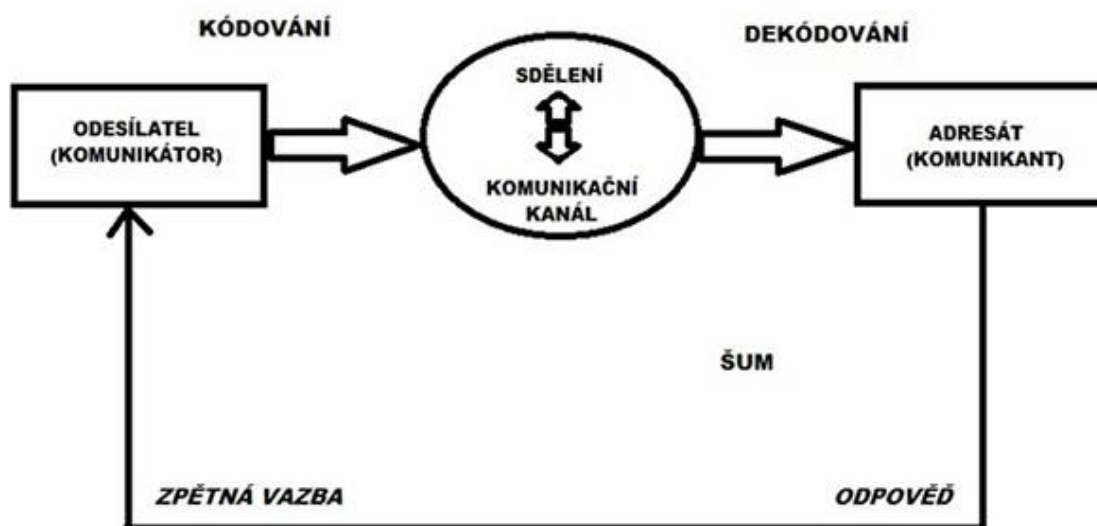 KÓDOVÁNÍ
DEKÓDOVÁNÍ
SDĚLENÍ
ODESÍLATEL
(KOMUNIKÁTOR)
ADRESÁT
(KOMUNIKANT)
KOMUNIKAČNÍ
KANÁL
ŠUM
ZPĚTNÁ VAZBA
ODPOVĚĎ